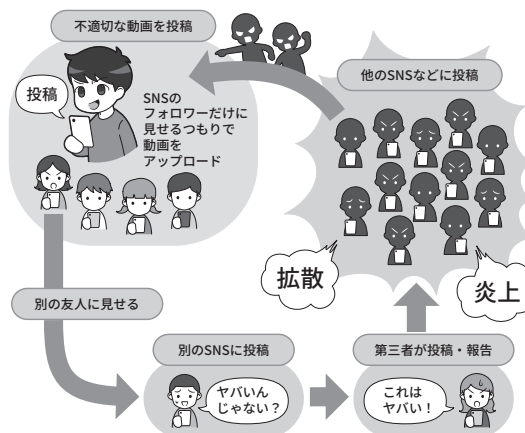 不適切な動画を投稿
投稿
SNSの
フォロワーだけに
見せるつもりで
動画を
アップロード
別の友人に見せる
別のSNSに投稿
ヤバいん
じゃない?
第三者が投稿・報告
これは
ヤバい!
他のSNSなどに投稿
拡散
炎上